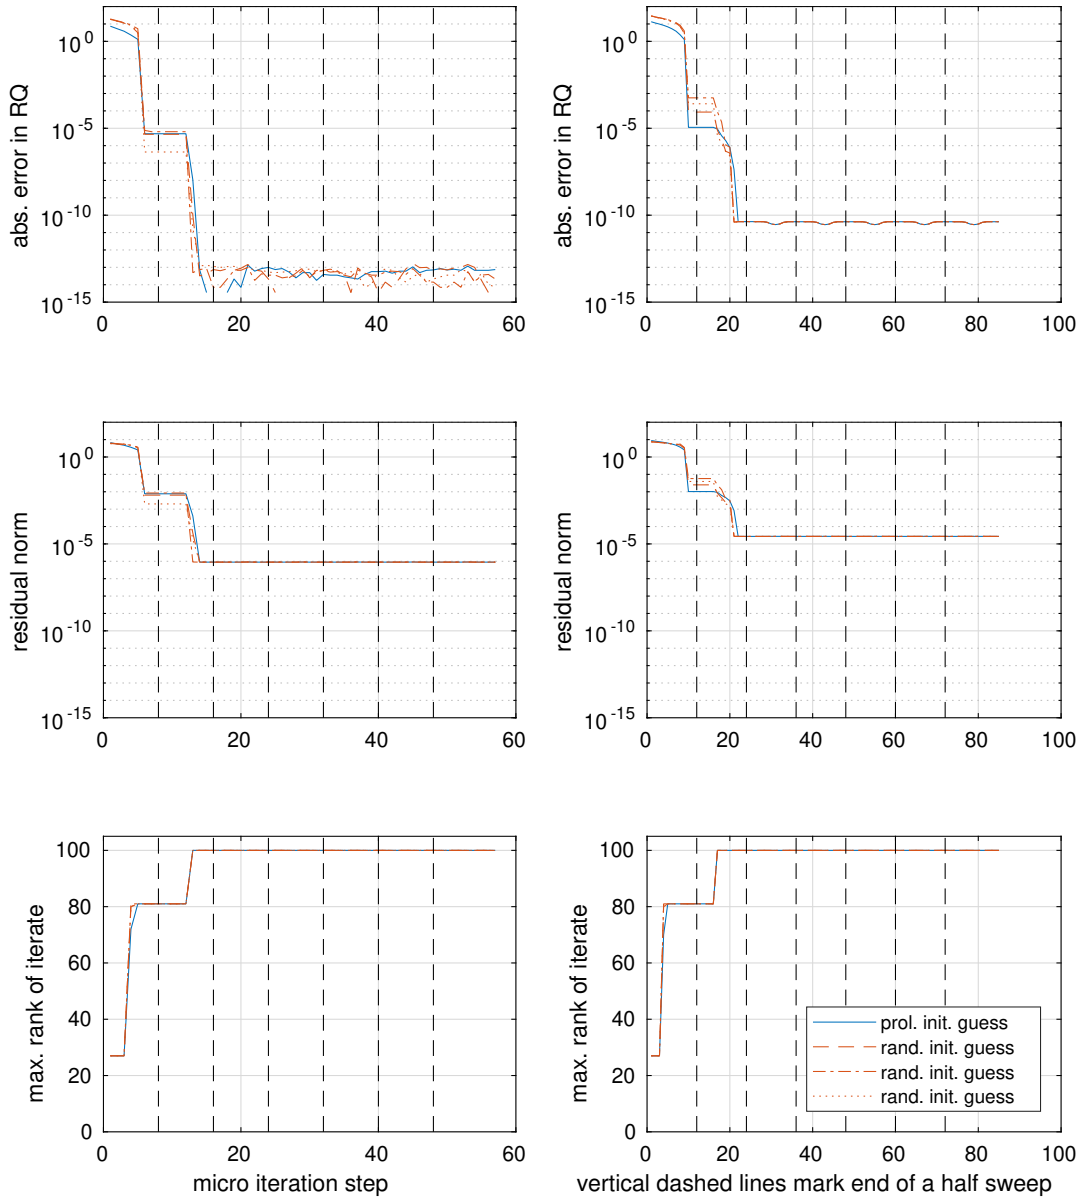 10^0
10^-5
10^-10
10^-15
abs. error in RQ
0 20 40 60
10^0
10^-5
10^-10
10^-15
abs. error in RQ
0 20 40 60 80 100
10^0
10^-5
10^-10
10^-15
residual norm
0 20 40 60
10^0
10^-5
10^-10
10^-15
residual norm
0 20 40 60 80 100
100
80
60
40
20
0
max. rank of iterate
0 20 40 60
micro iteration step
100
80
60
40
20
0
max. rank of iterate
prol. init. guess
rand. init. guess
rand. init. guess
rand. init. guess
0 20 40 60 80 100
vertical dashed lines mark end of a half sweep